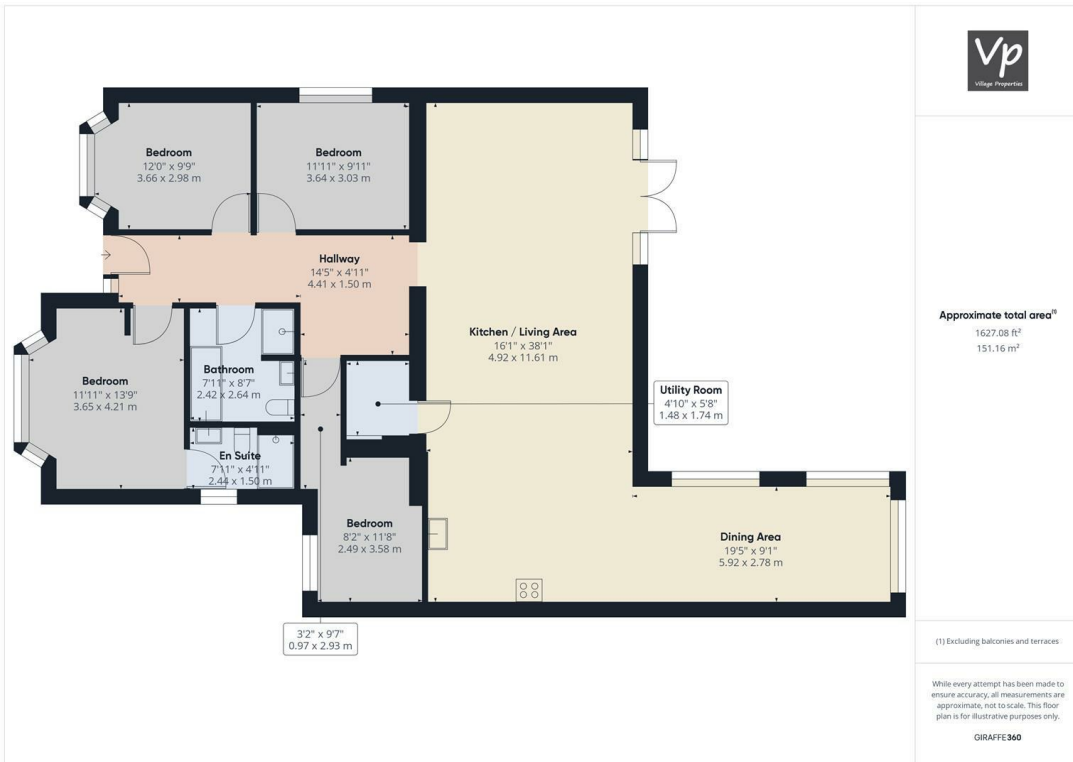 Vp
Village Properties
Bedroom
12'0" x 9'9"
3.66 x 2.98 m
Bedroom
11'11" x 9'11"
3.64 x 3.03 m
Hallway
14'5" x 4'11"
4.41 x 1.50 m
Kitchen / Living Area
16'1" x 38'1"
4.92 x 11.61 m
Bedroom
11'11" x 13'9"
3.65 x 4.21 m
Bathroom
7'11" x 8'7"
2.42 x 2.64 m
Utility Room
4'10" x 5'8"
1.48 x 1.74 m
En Suite
7'11" x 4'11"
2.44 x 1.50 m
Bedroom
8'2" x 11'8"
2.49 x 3.58 m
Dining Area
19'5" x 9'1"
5.92 x 2.78 m
3'2" x 9'7"
0.97 x 2.93 m
Approximate total area⁽¹⁾
1627.08 ft²
151.16 m²
(1) Excluding balconies and terraces
While every attempt has been made to
ensure accuracy, all measurements are
approximate, not to scale. This floor
plan is for illustrative purposes only.
GIRAFFE360